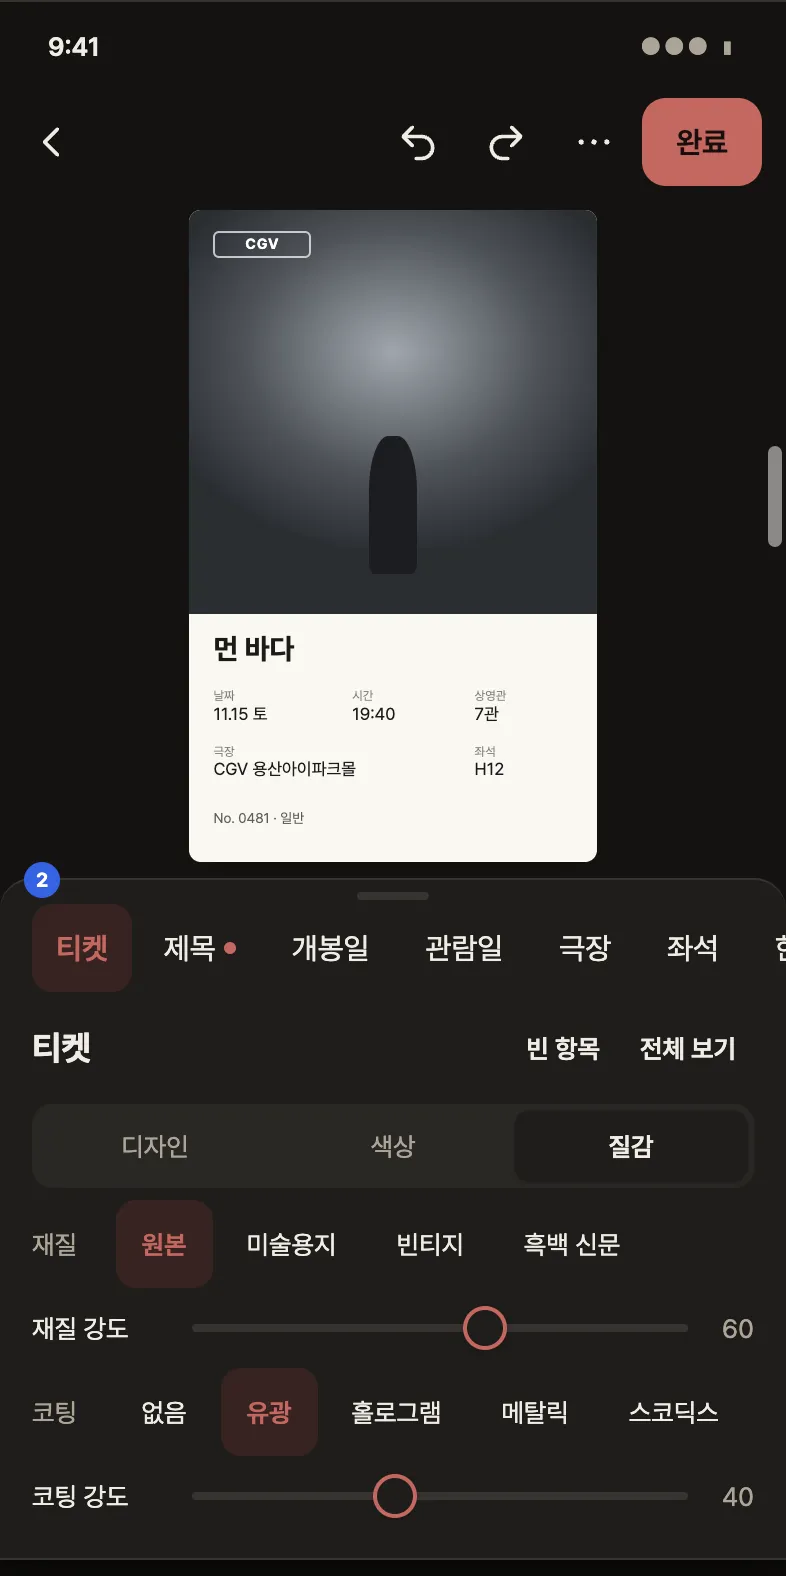 9:41
완료
CGV
먼 바다
날짜 시간 상영관
11.15 토 19:40 7관
극장 좌석
CGV 용산아이파크몰 H12
No. 0481 · 일반
2
티켓 제목 개봉일 관람일 극장 좌석
티켓 빈 항목 전체 보기
디자인 색상 질감
재질 원본 미술용지 빈티지 흑백 신문
재질 강도 60
코팅 없음 유광 홀로그램 메탈릭 스코딕스
코팅 강도 40